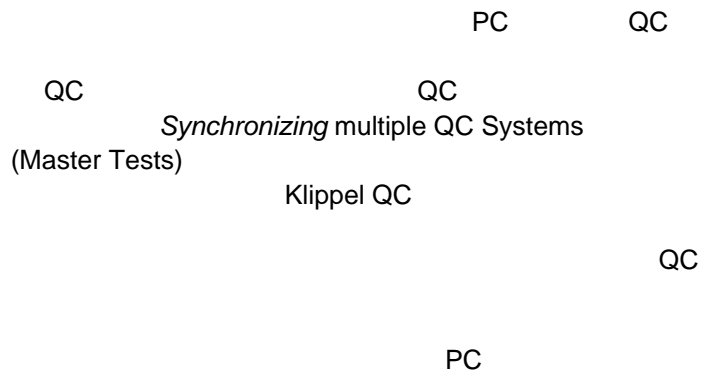 PC QC
QC QC
Synchronizing multiple QC Systems
(Master Tests)
Klippel QC
QC
PC